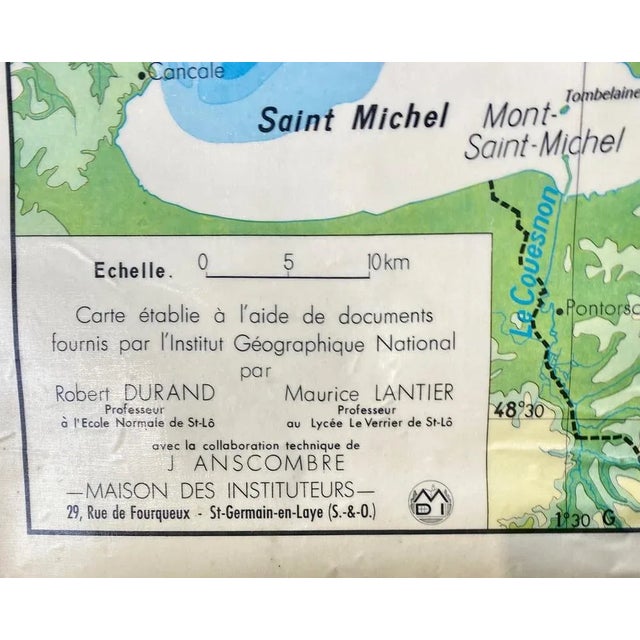 Cancale
Saint Michel
Tombelaine
Mont-
Saint-Michel
Le Couesnon
Pontorso
Echelle. 0 5 10km
Carte établie à l'aide de documents
fournis par l'Institut Géographique National
par
Robert DURAND
Professeur
à l'Ecole Normale de St-Lô
Maurice LANTIER
Professeur
au Lycée Le Verrier de St-Lô
avec la collaboration technique de
J ANSCOMBRE
—MAISON DES INSTITUTEURS—
29, Rue de Fourqueux - St-Germain-en-Laye (S.-&-O.)
MDI
48°30
1°30 G